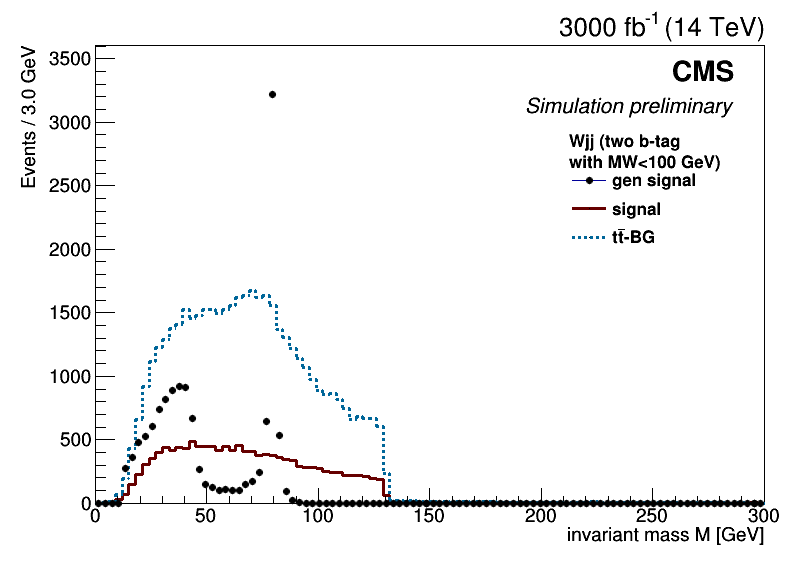 3000 fb⁻¹ (14 TeV)
Events / 3.0 GeV
3500
3000
2500
2000
1500
1000
500
0
CMS
Simulation preliminary
Wjj (two b-tag
with MW<100 GeV)
gen signal
signal
tt̄-BG
0 50 100 150 200 250 300
invariant mass M [GeV]